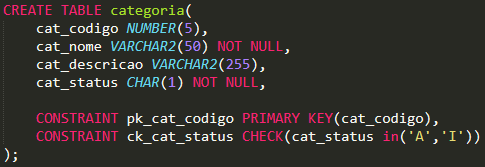 CREATE TABLE categoria(
    cat_codigo NUMBER(5),
    cat_nome VARCHAR2(50) NOT NULL,
    cat_descricao VARCHAR2(255),
    cat_status CHAR(1) NOT NULL,

    CONSTRAINT pk_cat_codigo PRIMARY KEY(cat_codigo),
    CONSTRAINT ck_cat_status CHECK(cat_status in('A','I'))
);